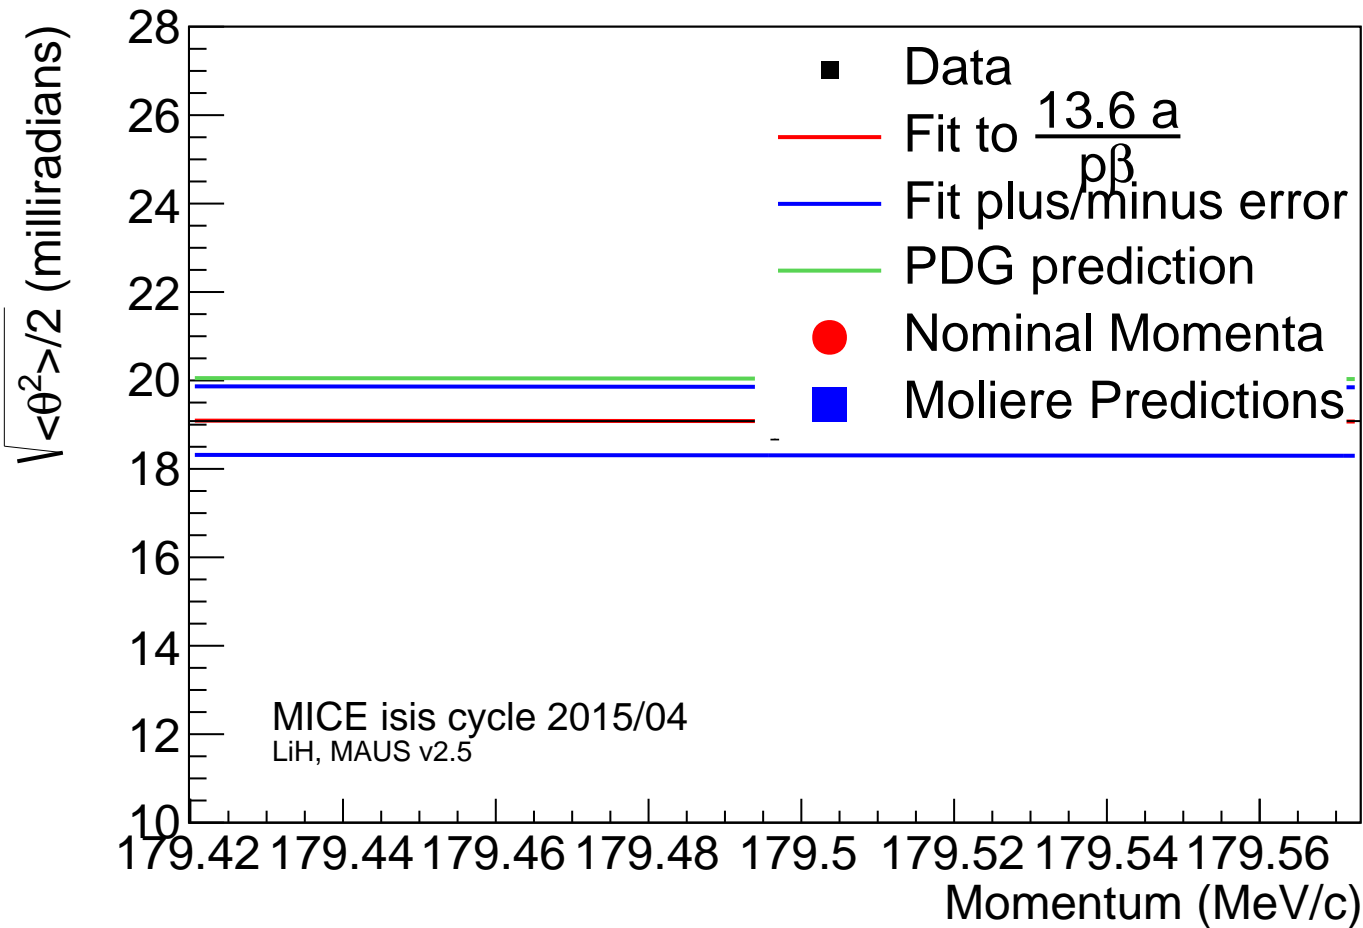 √<θ²>/2 (milliradians)
28
26
24
22
20
18
16
14
12
10
Data
Fit to 13.6 a
pβ
Fit plus/minus error
PDG prediction
Nominal Momenta
Moliere Predictions
MICE isis cycle 2015/04
LiH, MAUS v2.5
179.42 179.44 179.46 179.48 179.5 179.52 179.54 179.56
Momentum (MeV/c)